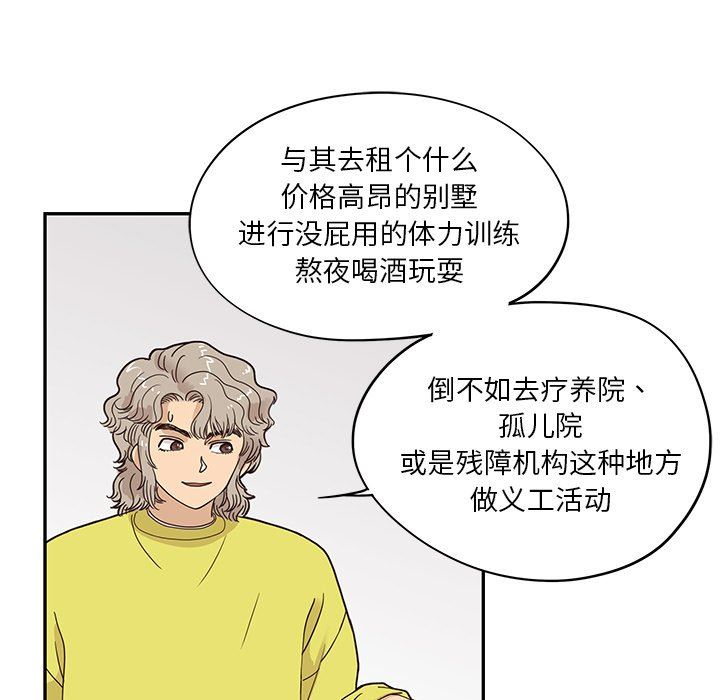 与其去租个什么
价格高昂的别墅
进行没屁用的体力训练
熬夜喝酒玩耍
倒不如去疗养院、
孤儿院
或是残障机构这种地方
做义工活动